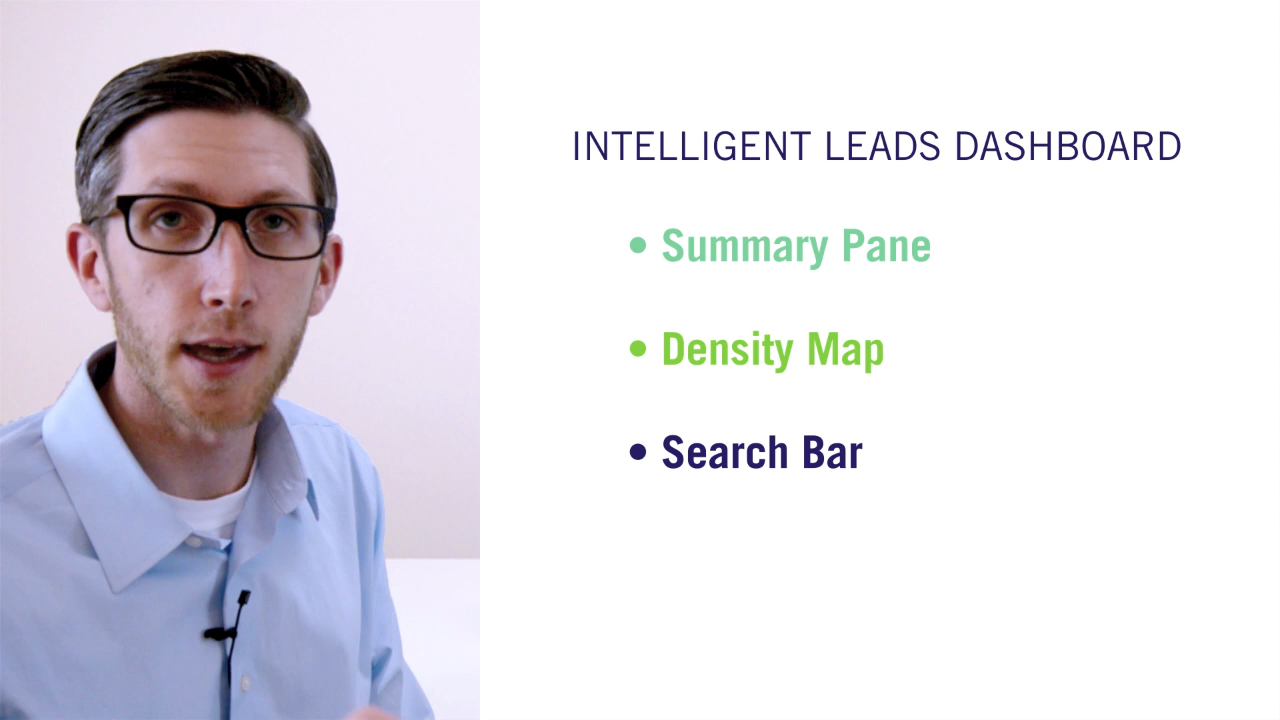 INTELLIGENT LEADS DASHBOARD
• Summary Pane
• Density Map
• Search Bar